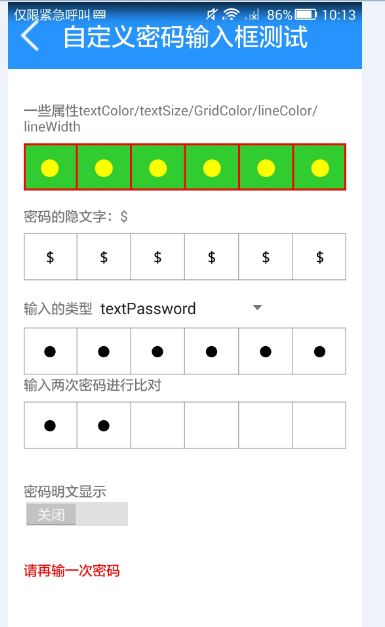 仅限紧急呼叫 86% 10:13
自定义密码输入框测试
一些属性textColor/textSize/GridColor/lineColor/
lineWidth
密码的隐文字：$
$ $ $ $ $ $
输入的类型 textPassword
输入两次密码进行比对
密码明文显示
关闭
请再输一次密码